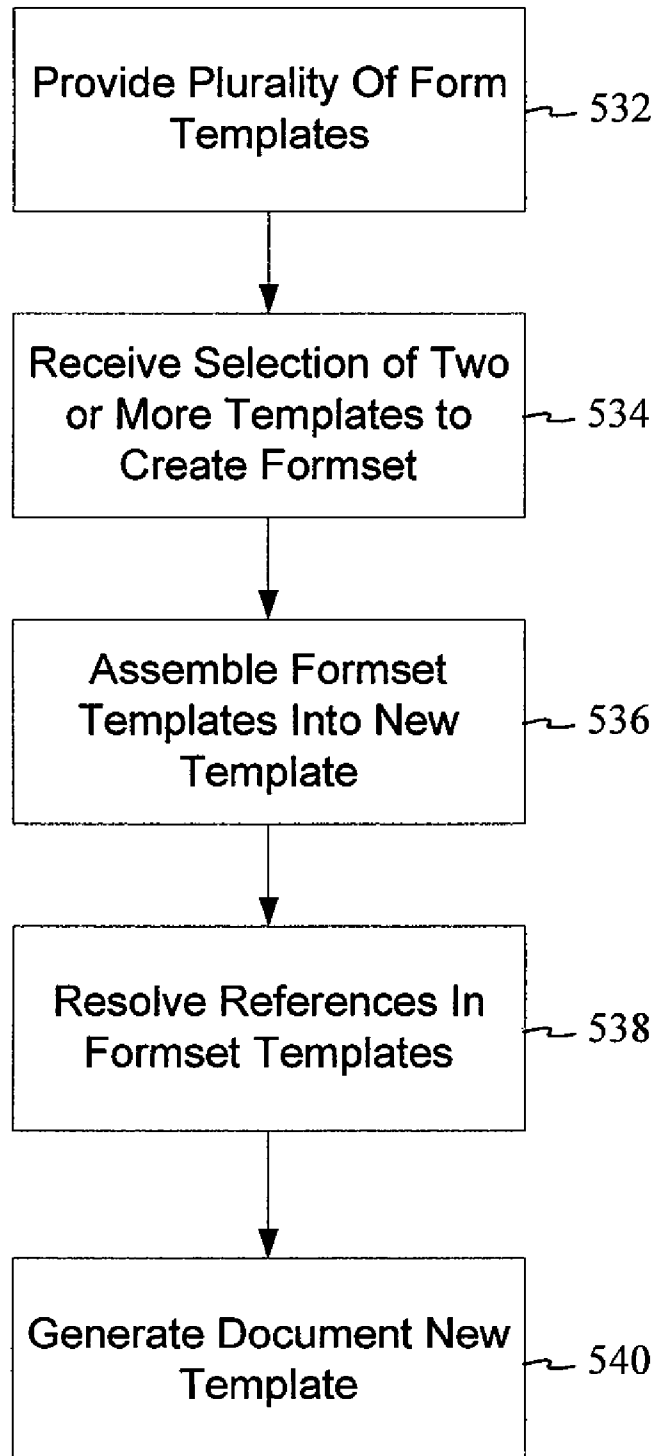 Provide Plurality Of Form
Templates
532
Receive Selection of Two
or More Templates to
Create Formset
534
Assemble Formset
Templates Into New
Template
536
Resolve References In
Formset Templates
538
Generate Document New
Template
540